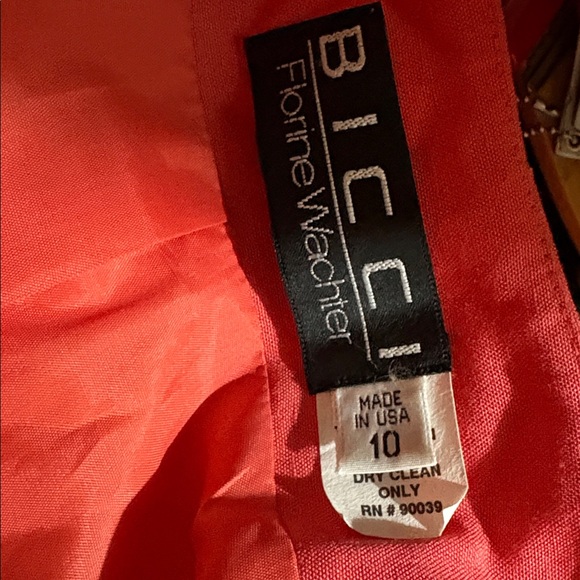 BICCI
Florine Wachter
MADE
IN USA
10
DRY CLEAN
ONLY
RN # 90039